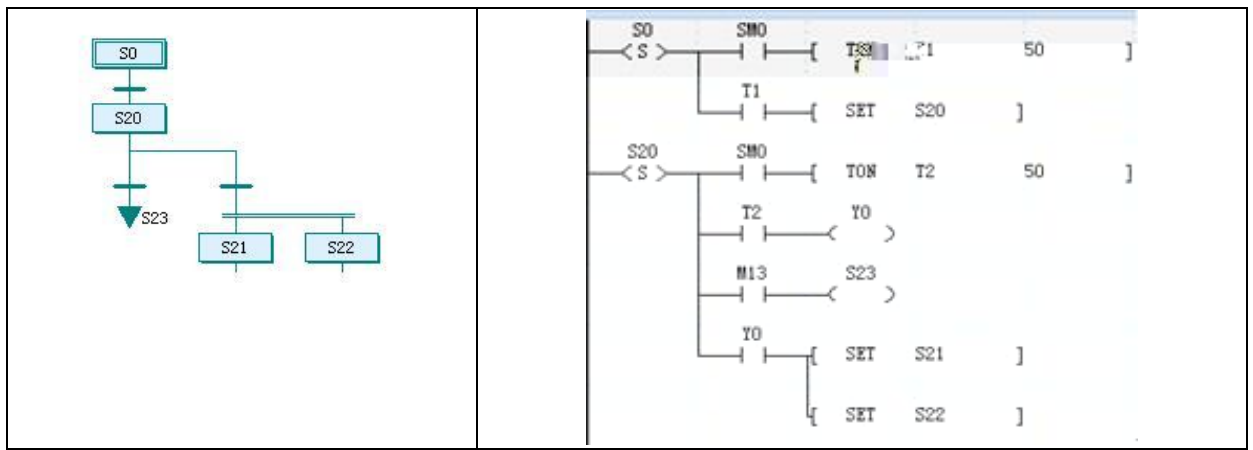 S0
S20
S23
S21 S22
S0 SM0
S 50
T1
SET S20
S20 SM0
S TON T2 50
T2 Y0
M13 S23
Y0
SET S21
SET S22